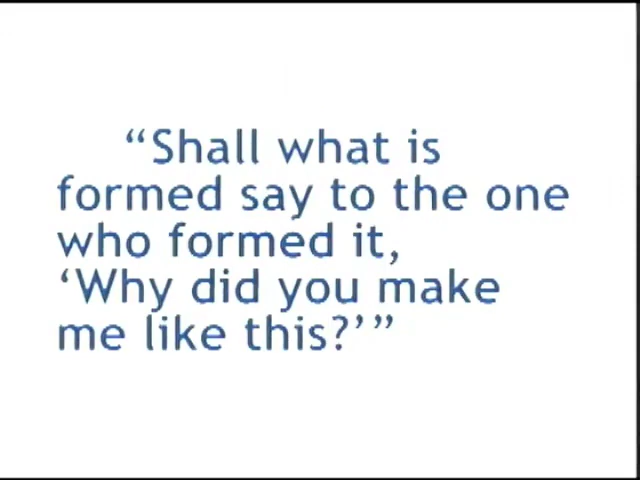 “Shall what is
formed say to the one
who formed it,
‘Why did you make
me like this?’”